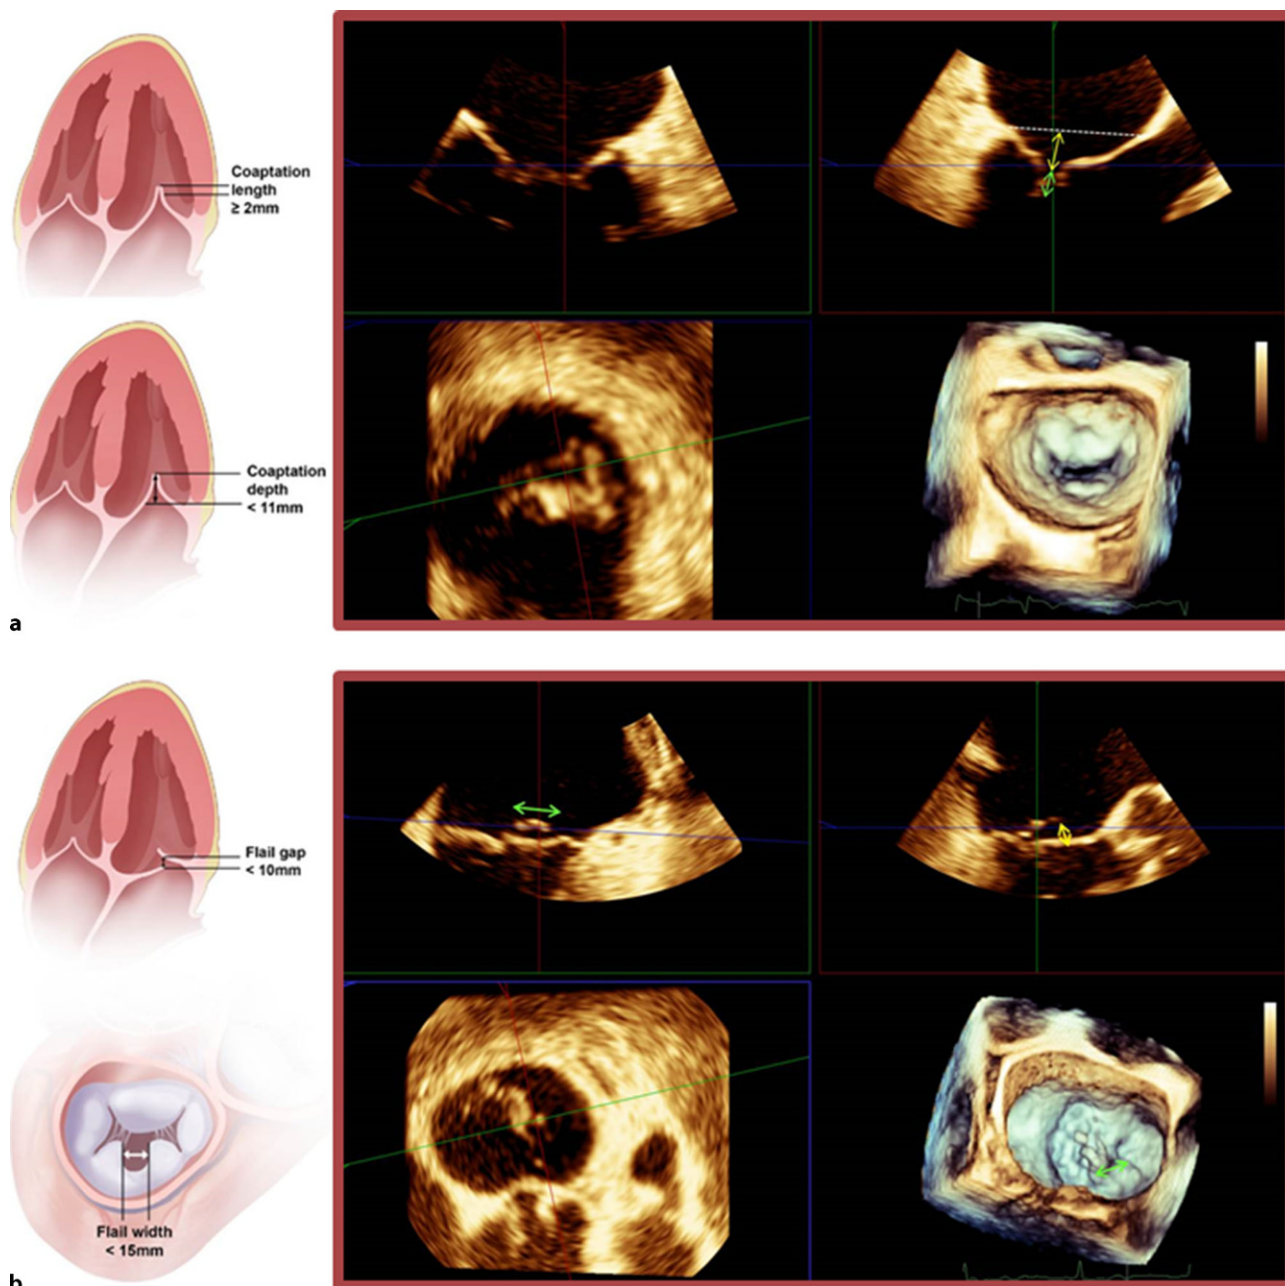 Coaptation
length
≥ 2mm
Coaptation
depth
< 11mm
a
Flail gap
< 10mm
Flail width
< 15mm
b